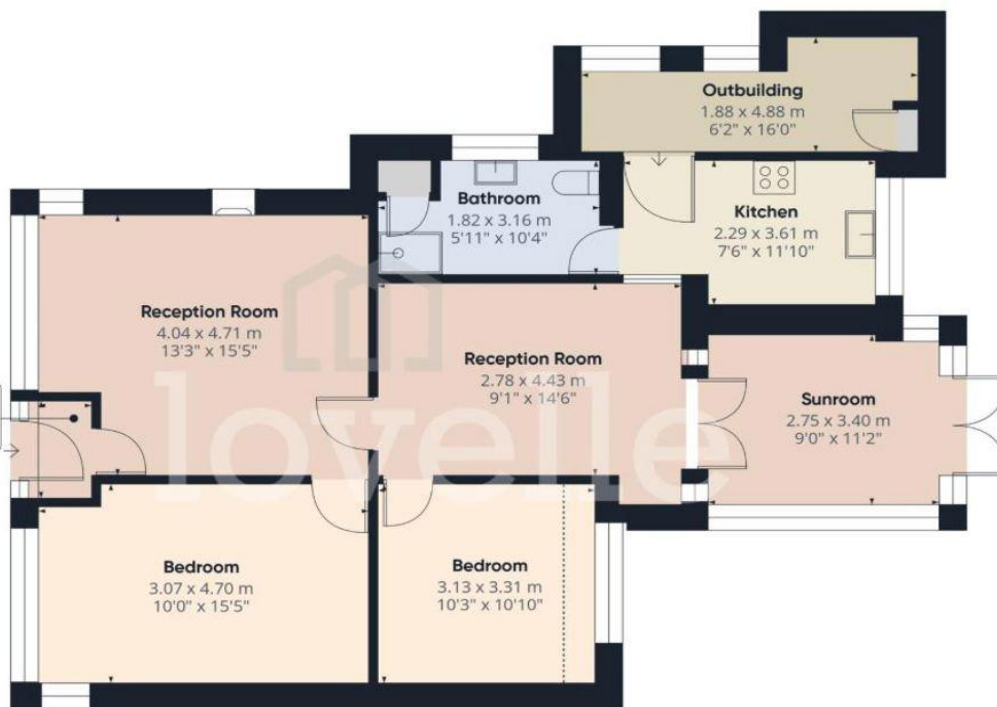 Outbuilding
1.88 x 4.88 m
6'2" x 16'0"
Bathroom
1.82 x 3.16 m
5'11" x 10'4"
Kitchen
2.29 x 3.61 m
7'6" x 11'10"
Reception Room
4.04 x 4.71 m
13'3" x 15'5"
Reception Room
2.78 x 4.43 m
9'1" x 14'6"
Sunroom
2.75 x 3.40 m
9'0" x 11'2"
lovelle
Bedroom
3.07 x 4.70 m
10'0" x 15'5"
Bedroom
3.13 x 3.31 m
10'3" x 10'10"